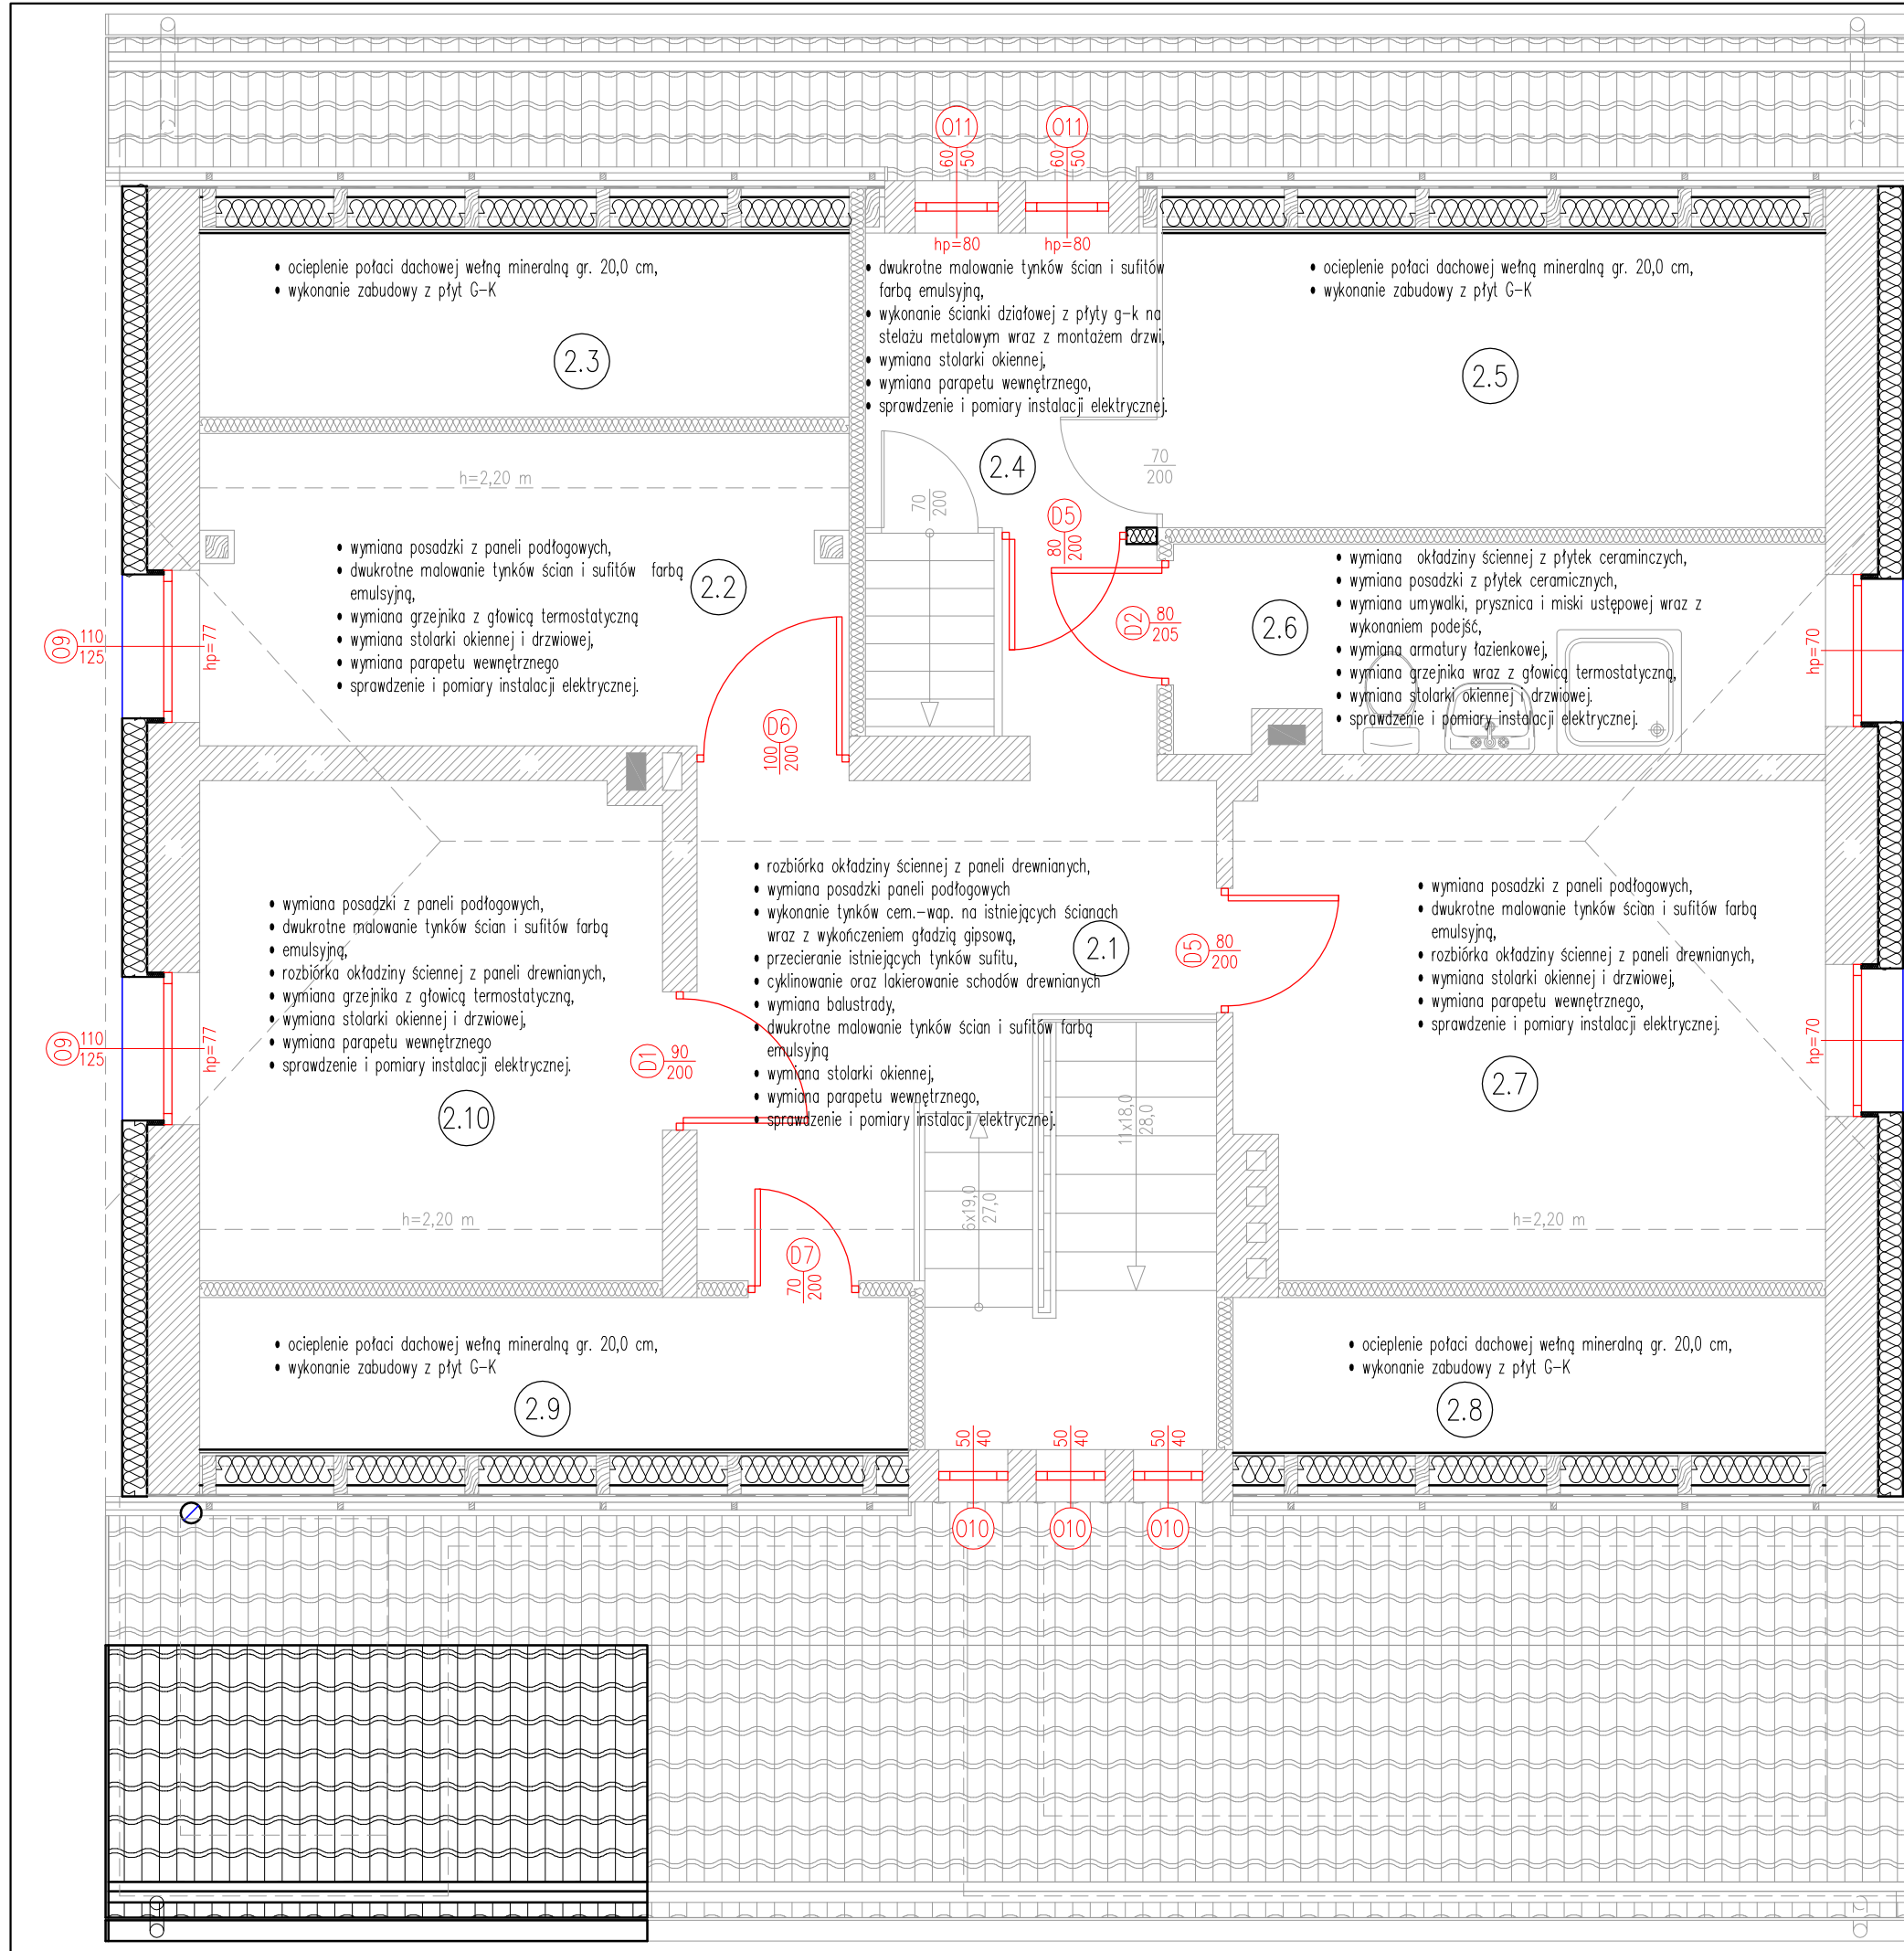 O11
60
50
hp=80
O11
60
50
hp=80
• ocieplenie połaci dachowej wełną mineralną gr. 20,0 cm,
• wykonanie zabudowy z płyt G-K
2.3
• dwukrotne malowanie tynków ścian i sufitów
farbą emulsyjną,
• wykonanie ścianki działowej z płyty g-k na
stelażu metalowym wraz z montażem drzwi,
• wymiana stolarki okiennej,
• wymiana parapetu wewnętrznego,
• sprawdzenie i pomiary instalacji elektrycznej.
2.4
• ocieplenie połaci dachowej wełną mineralną gr. 20,0 cm,
• wykonanie zabudowy z płyt G-K
2.5
h=2,20 m
70
200
70
200
D5
80
200
D2
80
205
• wymiana posadzki z paneli podłogowych,
• dwukrotne malowanie tynków ścian i sufitów farbą
emulsyjną,
• wymiana grzejnika z głowicą termostatyczną
• wymiana stolarki okiennej i drzwiowej,
• wymiana parapetu wewnętrznego
• sprawdzenie i pomiary instalacji elektrycznej.
2.2
• wymiana okładziny ściennej z płytek ceraminczych,
• wymiana posadzki z płytek ceramicznych,
• wymiana umywalki, prysznica i miski ustępowej wraz z
wykonaniem podejść,
• wymiana armatury łazienkowej,
• wymiana grzejnika wraz z głowicą termostatyczną,
• wymiana stolarki okiennej i drzwiowej.
• sprawdzenie i pomiary instalacji elektrycznej.
2.6
O9
110
125
hp=77
hp=70
D6
100
200
• wymiana posadzki z paneli podłogowych,
• dwukrotne malowanie tynków ścian i sufitów farbą
• emulsyjną,
• rozbiórka okładziny ściennej z paneli drewnianych,
• wymiana grzejnika z głowicą termostatyczną,
• wymiana stolarki okiennej i drzwiowej,
• wymiana parapetu wewnętrznego
• sprawdzenie i pomiary instalacji elektrycznej.
2.10
• rozbiórka okładziny ściennej z paneli drewnianych,
• wymiana posadzki paneli podłogowych
• wykonanie tynków cem.-wap. na istniejących ścianach
wraz z wykończeniem gładzią gipsową,
• przecieranie istniejących tynków sufitu,
• cyklinowanie oraz lakierowanie schodów drewnianych
• wymiana balustrady,
• dwukrotne malowanie tynków ścian i sufitów farbą
emulsyjną
• wymiana stolarki okiennej,
• wymiana parapetu wewnętrznego,
• sprawdzenie i pomiary instalacji elektrycznej.
2.1
D5
80
200
• wymiana posadzki z paneli podłogowych,
• dwukrotne malowanie tynków ścian i sufitów farbą
emulsyjną,
• rozbiórka okładziny ściennej z paneli drewnianych,
• wymiana stolarki okiennej i drzwiowej,
• wymiana parapetu wewnętrznego,
• sprawdzenie i pomiary instalacji elektrycznej.
2.7
O9
110
125
hp=77
D1
90
200
hp=70
11x18,0
28,0
6x19,0
27,0
h=2,20 m
h=2,20 m
D7
70
200
• ocieplenie połaci dachowej wełną mineralną gr. 20,0 cm,
• wykonanie zabudowy z płyt G-K
2.9
• ocieplenie połaci dachowej wełną mineralną gr. 20,0 cm,
• wykonanie zabudowy z płyt G-K
2.8
50
40
50
40
50
40
O10
O10
O10